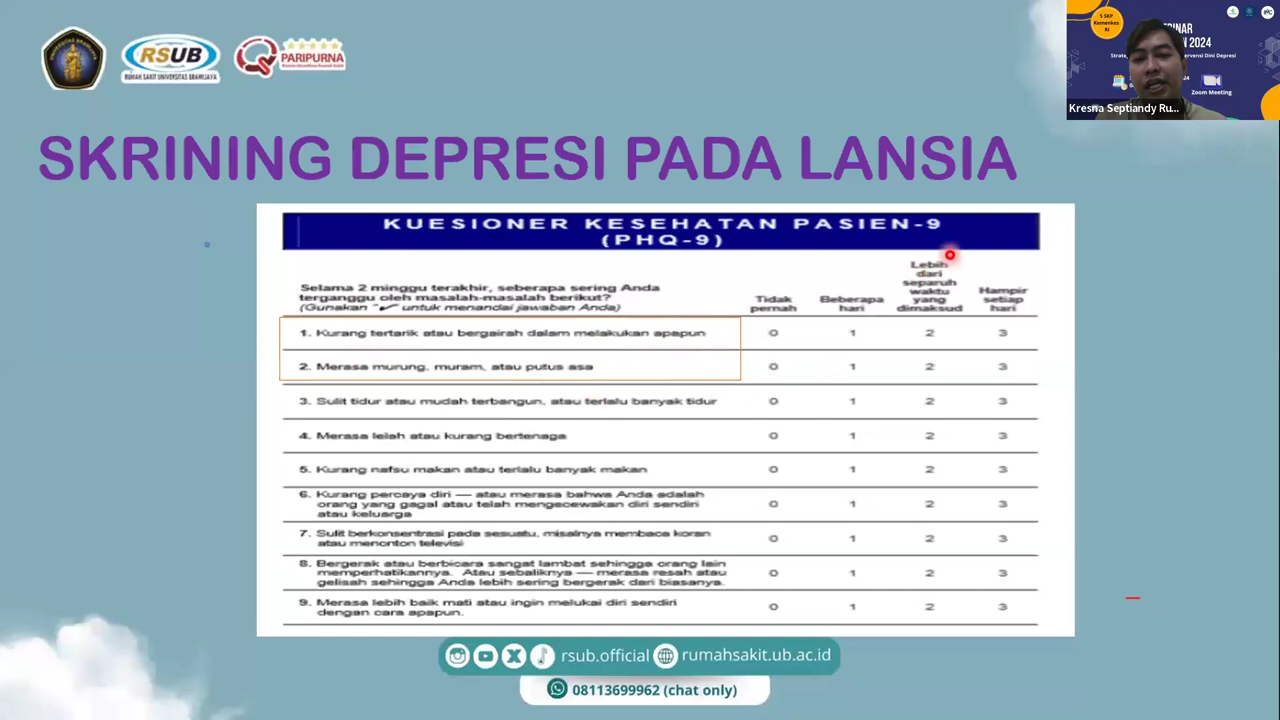 UNIVERSITAS BRAWIJAYA
RSUB
RUMAH SAKIT UNIVERSITAS BRAWIJAYA
PARIPURNA
5 SKP
Kemenkes
RI
2024
Zoom Meeting
Kresna Septiandy Ru...
SKRINING DEPRESI PADA LANSIA
KUESIONER KESEHATAN PASIEN-9
(PHQ-9)
Selama 2 minggu terakhir, seberapa sering Anda
terganggu oleh masalah-masalah berikut?
(Gunakan "✔" untuk menandai jawaban Anda)
Tidak
pernah
Beberapa
hari
Lebih
dari
separuh
waktu
yang
dimaksud
Hampir
setiap
hari
1. Kurang tertarik atau bergairah dalam melakukan apapun 0 1 2 3
2. Merasa murung, muram, atau putus asa 0 1 2 3
3. Sulit tidur atau mudah terbangun, atau terlalu banyak tidur 0 1 2 3
4. Merasa lelah atau kurang bertenaga 0 1 2 3
5. Kurang nafsu makan atau terlalu banyak makan 0 1 2 3
6. Kurang percaya diri — atau merasa bahwa Anda adalah
orang yang gagal atau telah mengecewakan diri sendiri
atau keluarga 0 1 2 3
7. Sulit berkonsentrasi pada sesuatu, misalnya membaca koran
atau menonton televisi 0 1 2 3
8. Bergerak atau berbicara sangat lambat sehingga orang lain
memperhatikannya. Atau sebaliknya — merasa resah atau
gelisah sehingga Anda lebih sering bergerak dari biasanya. 0 1 2 3
9. Merasa lebih baik mati atau ingin melukai diri sendiri
dengan cara apapun. 0 1 2 3
rsub.official rumahsakit.ub.ac.id
08113699962 (chat only)